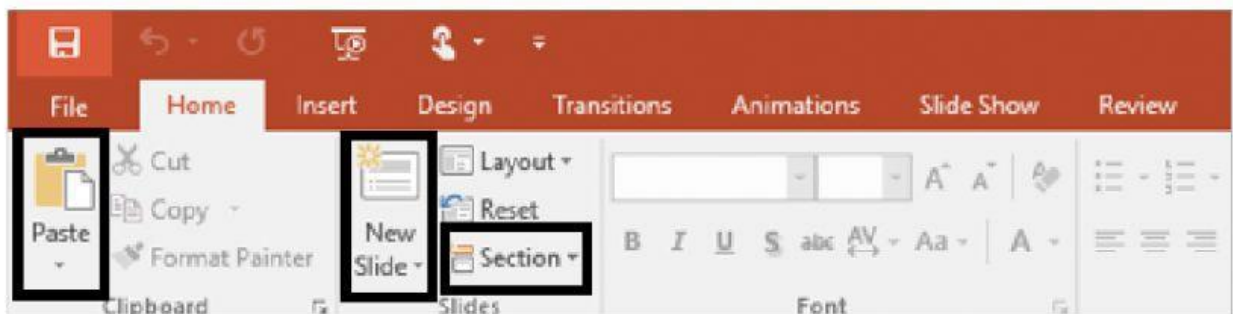 File Home Insert Design Transitions Animations Slide Show Review
Cut Layout
Copy Reset
Paste New
Format Painter Slide Section B I U S abc AV Aa A
Clipboard Slides Font